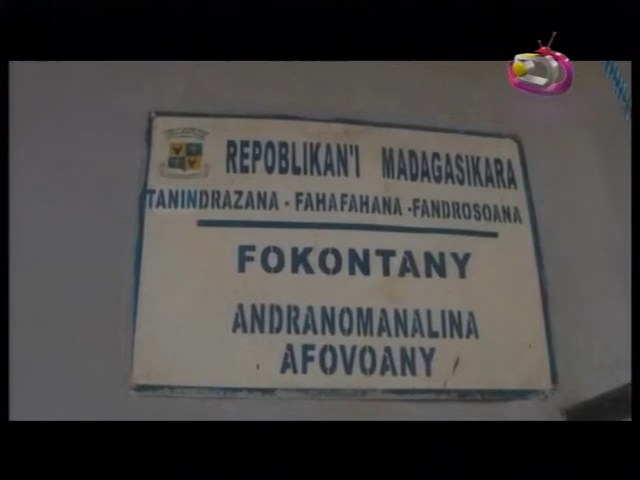 REPOBLIKAN'I MADAGASIKARA
TANINDRAZANA - FAHAFAHANA -FANDROSOANA
FOKONTANY
ANDRANOMANALINA
AFOVOANY